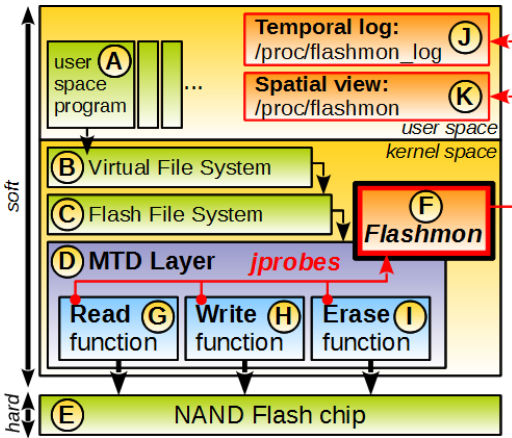 Temporal log:
/proc/flashmon_log
J
user
space
program
A
...
Spatial view:
/proc/flashmon
K
user space
kernel space
soft
B Virtual File System
C Flash File System
F
Flashmon
D MTD Layer
jprobes
Read G
function
Write H
function
Erase I
function
hard
E NAND Flash chip